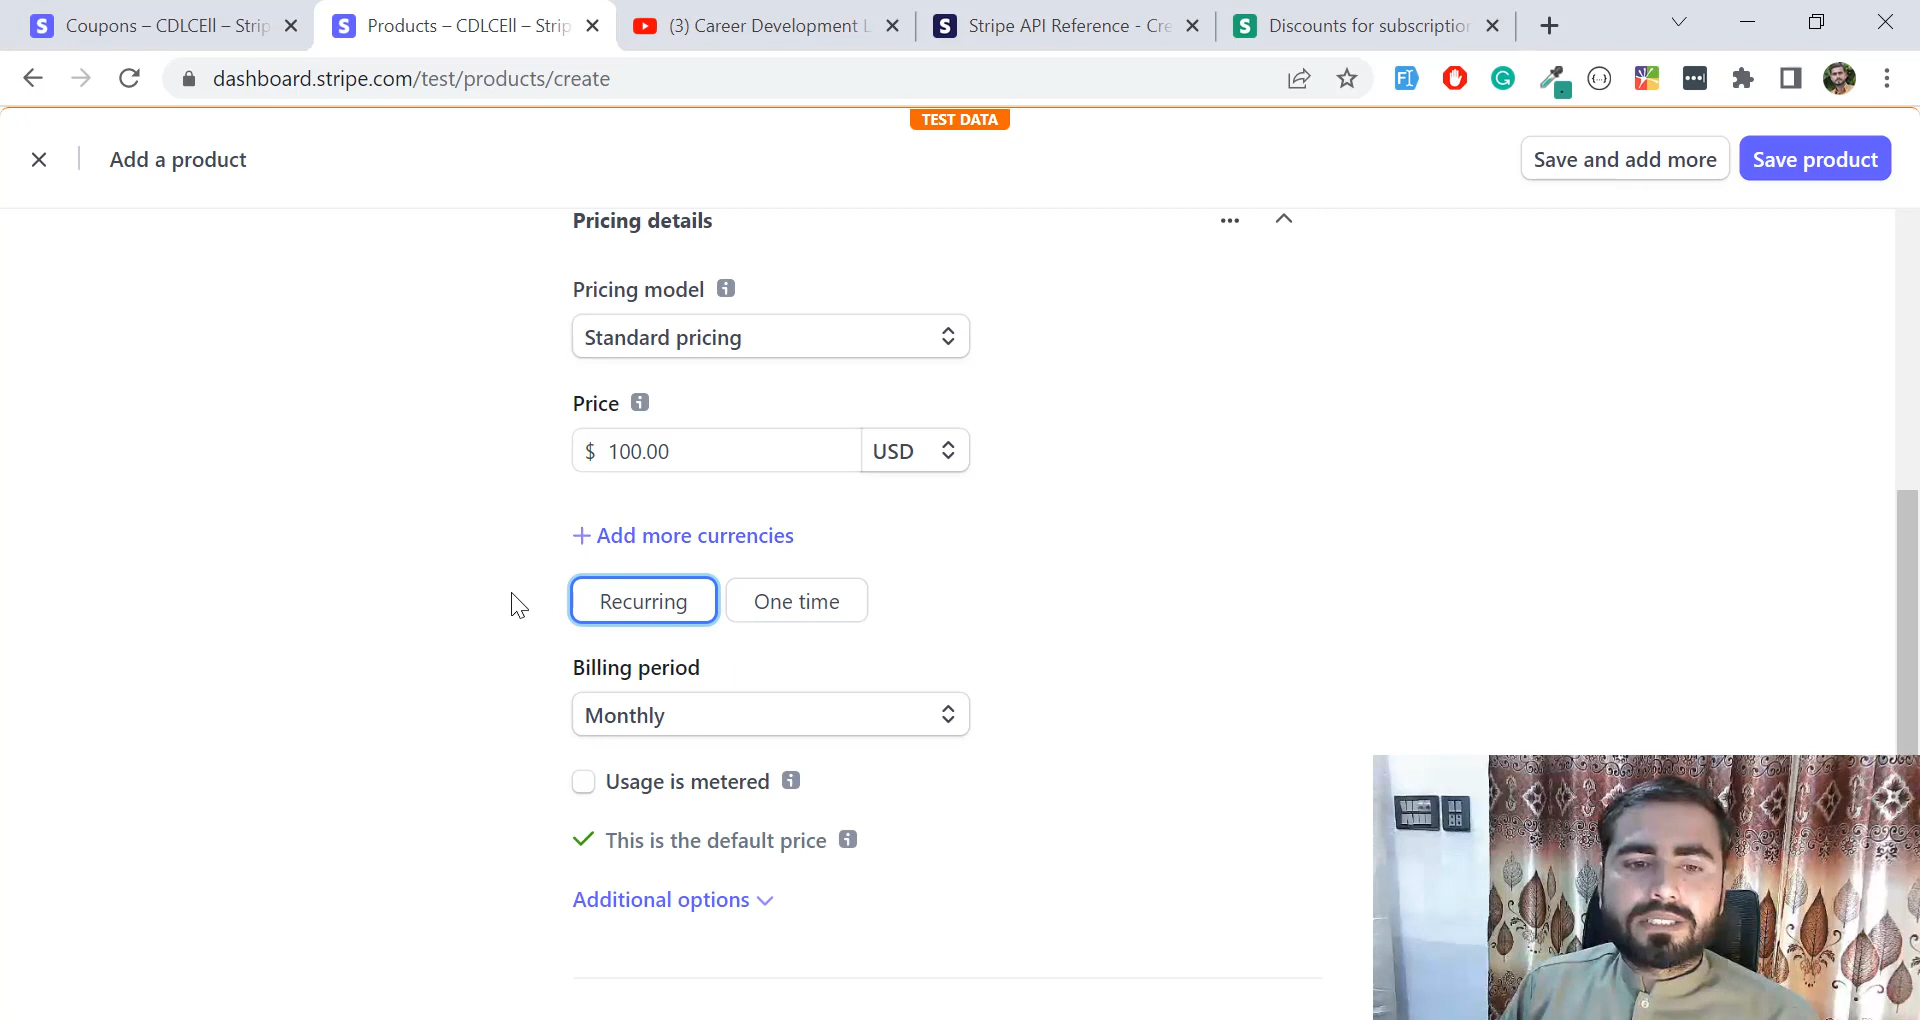 Coupons – CDLCEll – Strip
Products – CDLCEll – Strip
(3) Career Development L
Stripe API Reference - Cre
Discounts for subscription
dashboard.stripe.com/test/products/create
TEST DATA
Add a product
Save and add more
Save product
Pricing details
Pricing model
Standard pricing
Price
$ 100.00
USD
+ Add more currencies
Recurring
One time
Billing period
Monthly
Usage is metered
This is the default price
Additional options